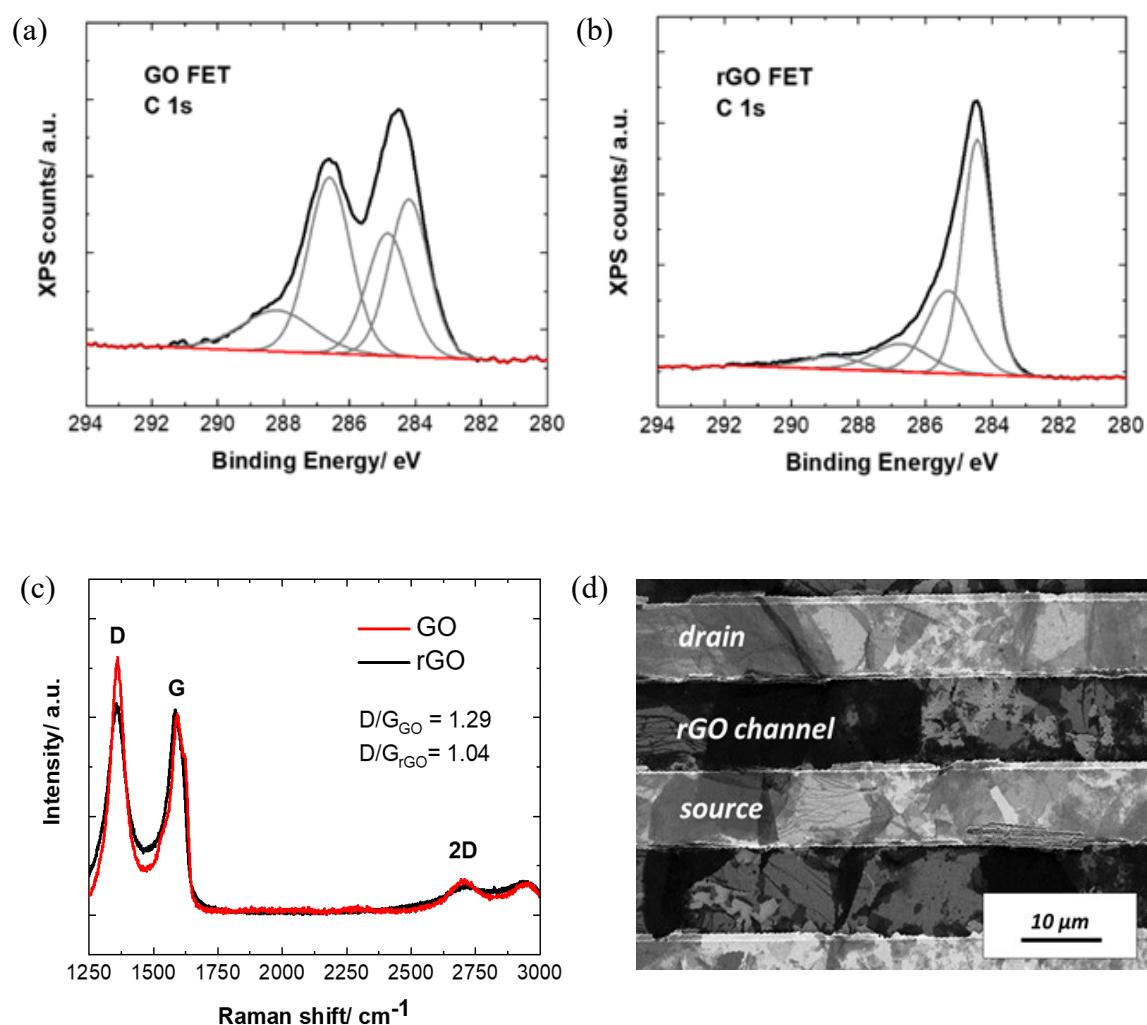 (a)
GO FET
C 1s
XPS counts/ a.u.
294 292 290 288 286 284 282 280
Binding Energy/ eV
(b)
rGO FET
C 1s
XPS counts/ a.u.
294 292 290 288 286 284 282 280
Binding Energy/ eV
(c)
D
G
2D
GO
rGO
D/G_GO = 1.29
D/G_rGO = 1.04
Intensity/ a.u.
1250 1500 1750 2000 2250 2500 2750 3000
Raman shift/ cm⁻¹
(d)
drain
rGO channel
source
10 µm